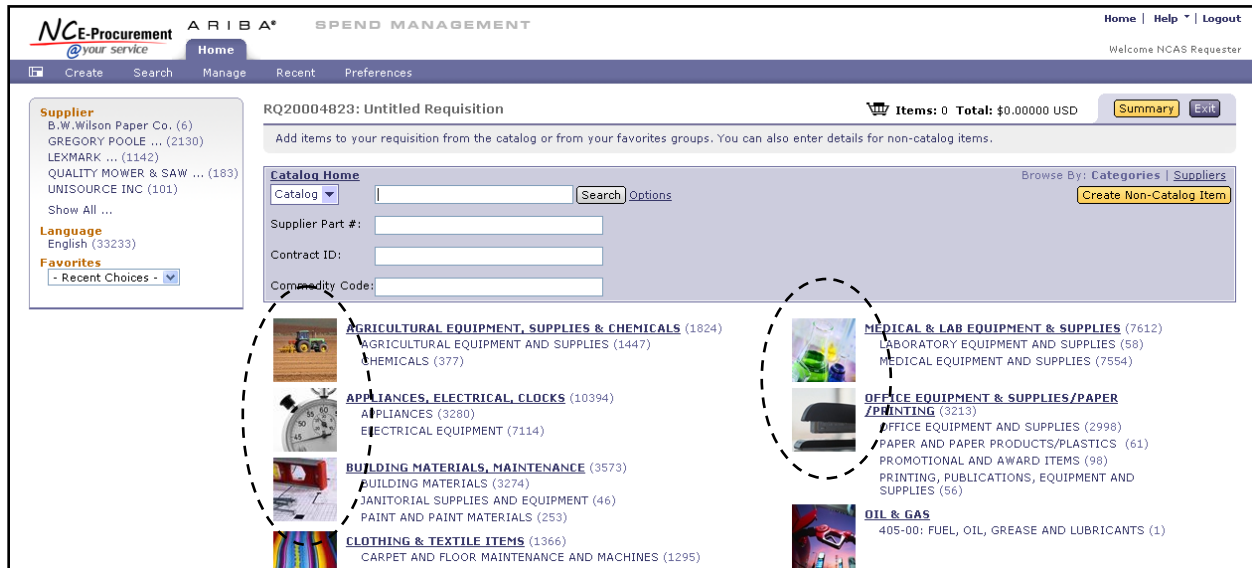 NCE-Procurement
@your service
ARIBA® SPEND MANAGEMENT
Home | Help | Logout
Home
Welcome NCAS Requester
Create Search Manage Recent Preferences
Supplier
B.W.Wilson Paper Co. (6)
GREGORY POOLE ... (2130)
LEXMARK ... (1142)
QUALITY MOWER & SAW ... (183)
UNISOURCE INC (101)
Show All ...
Language
English (33233)
Favorites
- Recent Choices -
RQ20004823: Untitled Requisition
Items: 0 Total: $0.00000 USD
Summary Exit
Add items to your requisition from the catalog or from your favorites groups. You can also enter details for non-catalog items.
Catalog Home
Browse By: Categories | Suppliers
Catalog Search Options
Create Non-Catalog Item
Supplier Part #:
Contract ID:
Commodity Code:
AGRICULTURAL EQUIPMENT, SUPPLIES & CHEMICALS (1824)
AGRICULTURAL EQUIPMENT AND SUPPLIES (1447)
CHEMICALS (377)
APPLIANCES, ELECTRICAL, CLOCKS (10394)
APPLIANCES (3280)
ELECTRICAL EQUIPMENT (7114)
BUILDING MATERIALS, MAINTENANCE (3573)
BUILDING MATERIALS (3274)
JANITORIAL SUPPLIES AND EQUIPMENT (46)
PAINT AND PAINT MATERIALS (253)
CLOTHING & TEXTILE ITEMS (1366)
CARPET AND FLOOR MAINTENANCE AND MACHINES (1295)
MEDICAL & LAB EQUIPMENT & SUPPLIES (7612)
LABORATORY EQUIPMENT AND SUPPLIES (58)
MEDICAL EQUIPMENT AND SUPPLIES (7554)
OFFICE EQUIPMENT & SUPPLIES/PAPER
/PRINTING (3213)
OFFICE EQUIPMENT AND SUPPLIES (2998)
PAPER AND PAPER PRODUCTS/PLASTICS (61)
PROMOTIONAL AND AWARD ITEMS (98)
PRINTING, PUBLICATIONS, EQUIPMENT AND
SUPPLIES (56)
OIL & GAS
405-00: FUEL, OIL, GREASE AND LUBRICANTS (1)
55 60
50
45